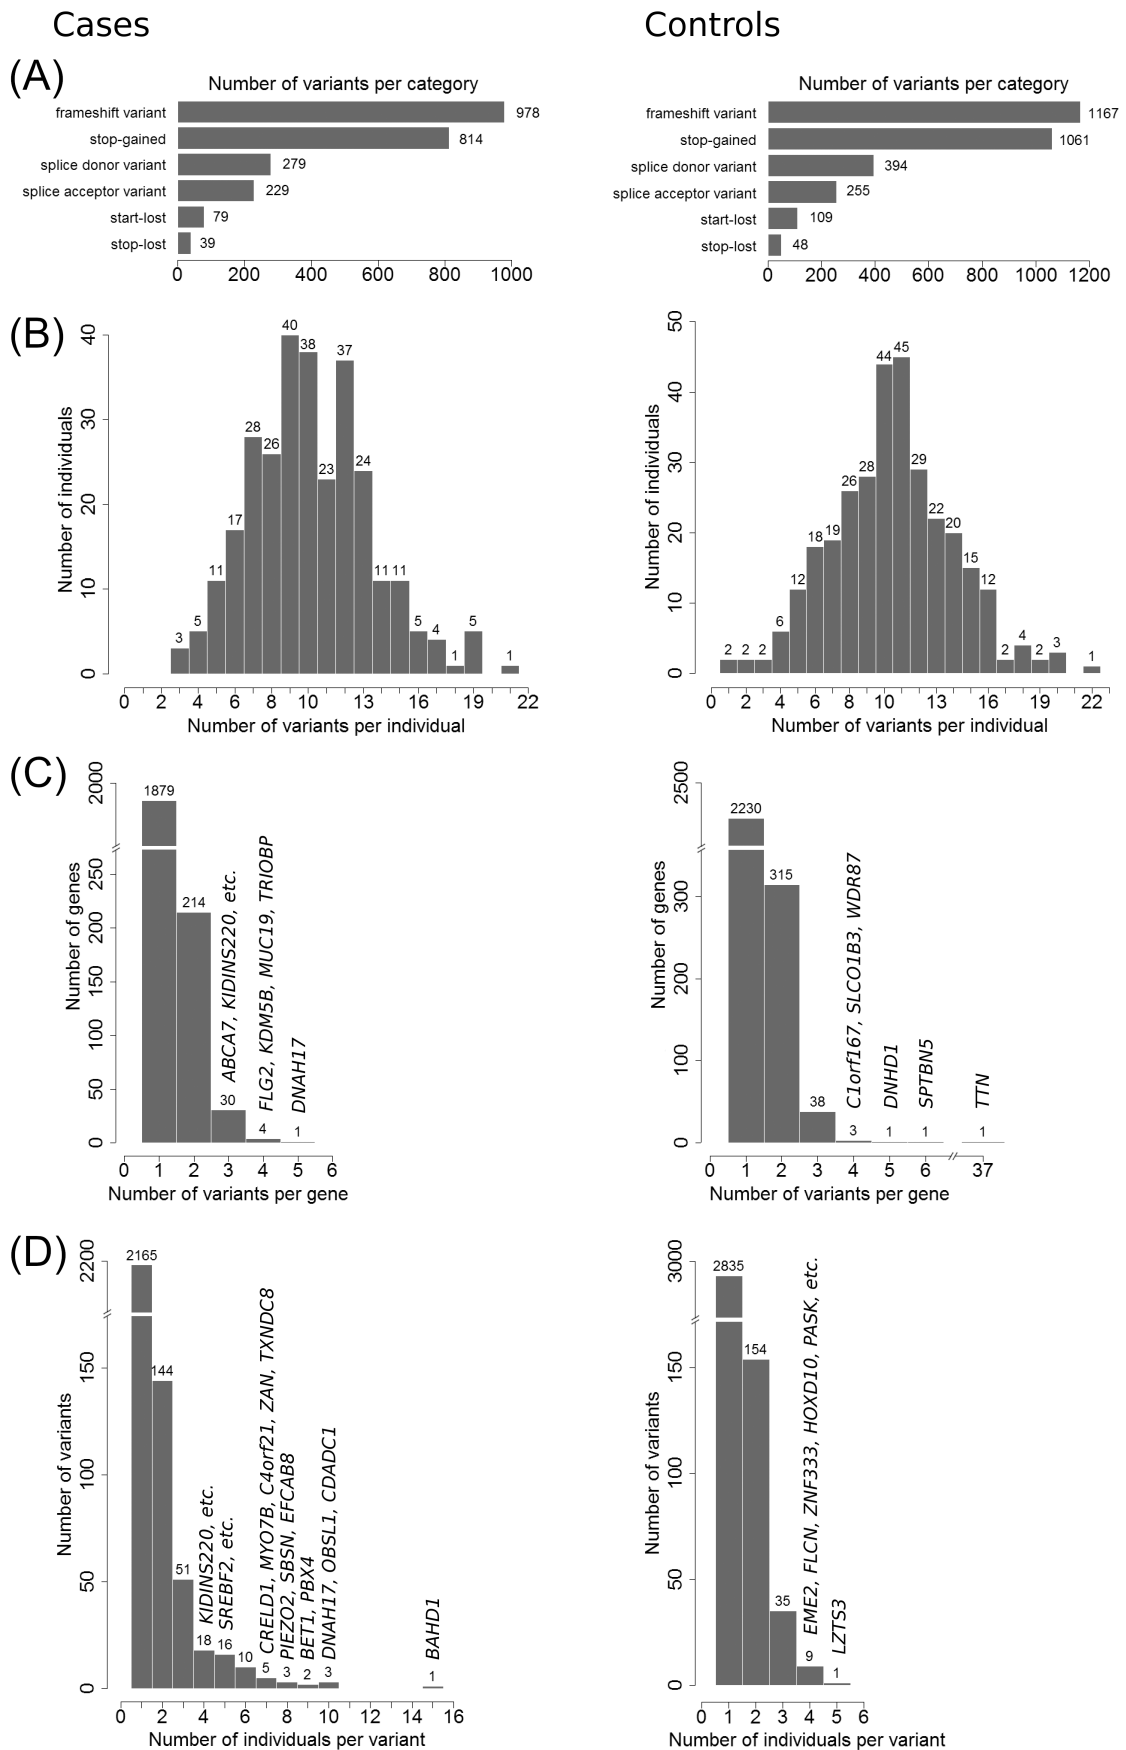 Cases
Controls
(A)
Number of variants per category
frameshift variant 978
stop-gained 814
splice donor variant 279
splice acceptor variant 229
start-lost 79
stop-lost 39
0 200 400 600 800 1000
Number of variants per category
frameshift variant 1167
stop-gained 1061
splice donor variant 394
splice acceptor variant 255
start-lost 109
stop-lost 48
0 200 400 600 800 1000 1200
(B)
Number of individuals
0 10 20 30 40
3 5 11 17 28 26 40 38 23 37 24 11 11 5 4 1 5 1
0 2 4 6 8 10 13 16 19 22
Number of variants per individual
Number of individuals
0 10 20 30 40 50
2 2 2 6 12 18 19 26 28 44 45 29 22 20 15 12 2 4 2 3 1
0 2 4 6 8 10 13 16 19 22
Number of variants per individual
(C)
Number of genes
0 50 100 150 200 250 2000
1879 214 30 4 1
ABCA7, KIDINS220, etc.
FLG2, KDM5B, MUC19, TRIOBP
DNAH17
0 1 2 3 4 5 6
Number of variants per gene
Number of genes
0 100 200 300 2500
2230 315 38 3 1 1 1
C1orf167, SLCO1B3, WDR87
DNHD1
SPTBN5
TTN
0 1 2 3 4 5 6 37
Number of variants per gene
(D)
Number of variants
0 50 100 150 2200
2165 144 51 18 16 10 5 3 2 3 1
KIDINS220, etc.
SREBF2, etc.
CRELD1, MYO7B, C4orf21, ZAN, TXNDC8
PIEZO2, SBSN, EFCAB8
BET1, PBX4
DNAH17, OBSL1, CDADC1
BAHD1
0 2 4 6 8 10 12 14 16
Number of individuals per variant
Number of variants
0 50 100 150 3000
2835 154 35 9 1
EME2, FLCN, ZNF333, HOXD10, PASK, etc.
LZTS3
0 1 2 3 4 5 6
Number of individuals per variant